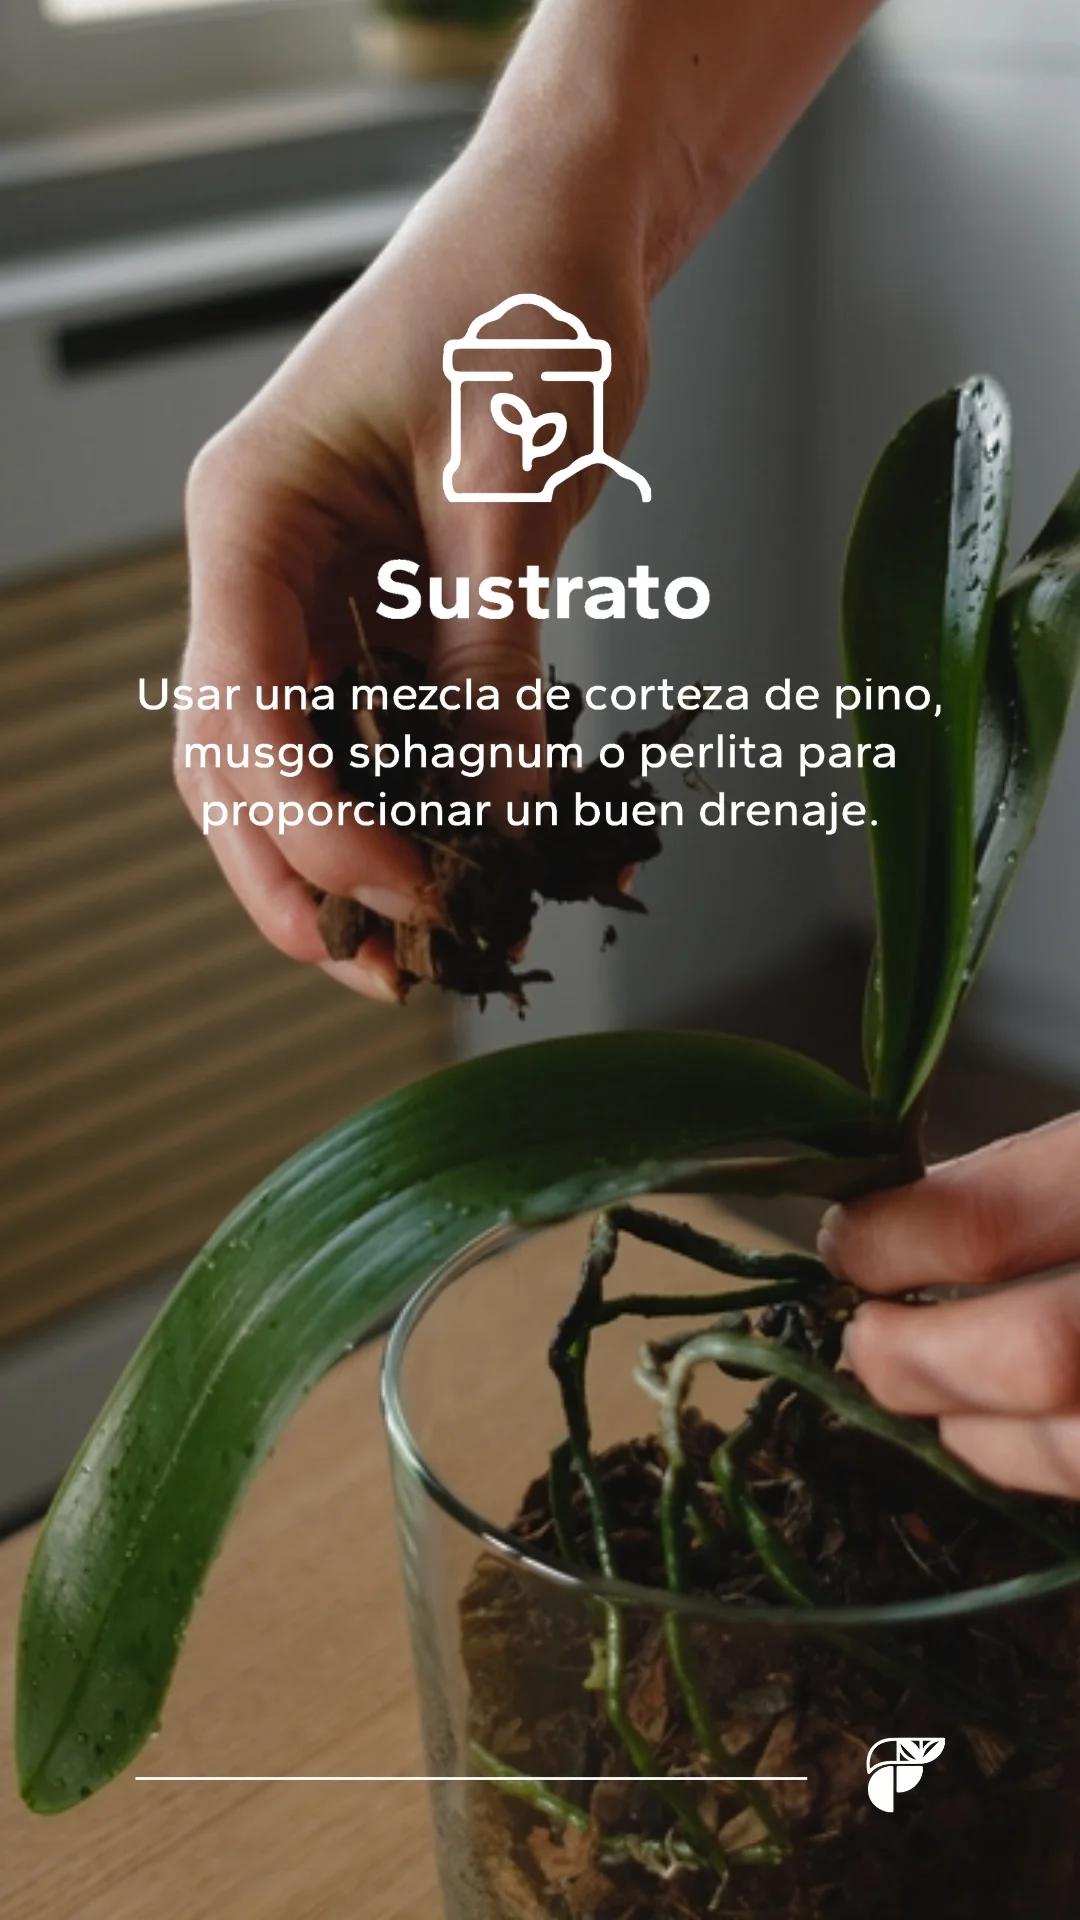 Sustrato
Usar una mezcla de corteza de pino,
musgo sphagnum o perlita para
proporcionar un buen drenaje.